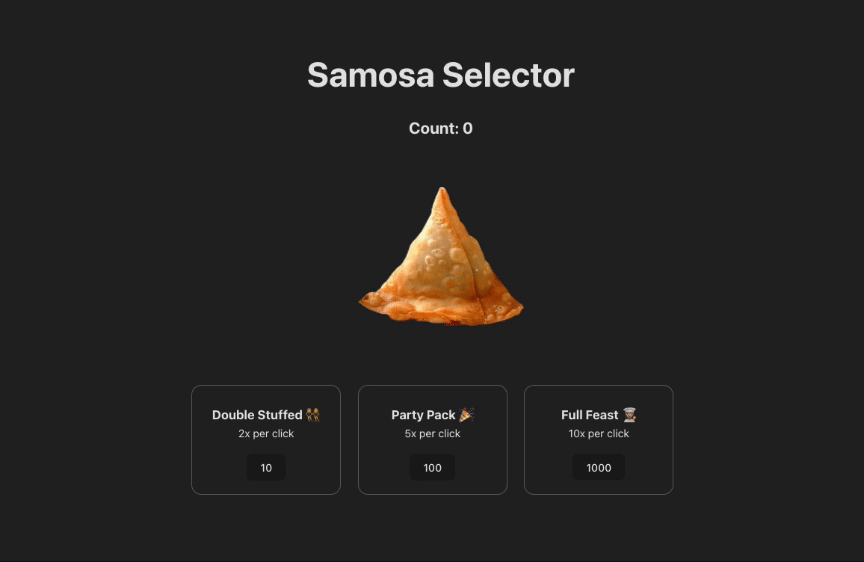 Samosa Selector
Count: 0
Double Stuffed 👯
2x per click
10
Party Pack 🎉
5x per click
100
Full Feast 👨🏽‍🍳
10x per click
1000